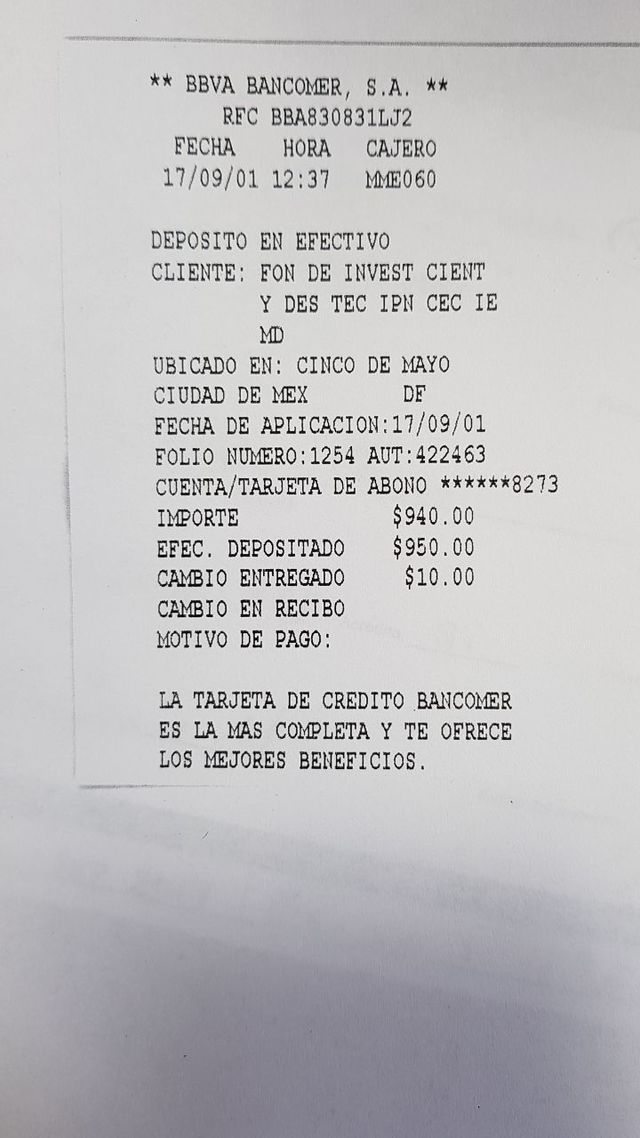 ** BBVA BANCOMER, S.A. **
RFC BBA830831LJ2
FECHA HORA CAJERO
17/09/01 12:37 MME060
DEPOSITO EN EFECTIVO
CLIENTE: FON DE INVEST CIENT
Y DES TEC IPN CEC IE
MD
UBICADO EN: CINCO DE MAYO
CIUDAD DE MEX DF
FECHA DE APLICACION:17/09/01
FOLIO NUMERO:1254 AUT:422463
CUENTA/TARJETA DE ABONO ******8273
IMPORTE $940.00
EFEC. DEPOSITADO $950.00
CAMBIO ENTREGADO $10.00
CAMBIO EN RECIBO
MOTIVO DE PAGO:
LA TARJETA DE CREDITO BANCOMER
ES LA MAS COMPLETA Y TE OFRECE
LOS MEJORES BENEFICIOS.